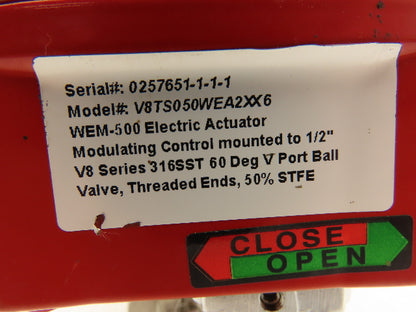 Serial#: 0257651-1-1-1
Model#: V8TS050WEA2XX6
WEM-500 Electric Actuator
Modulating Control mounted to 1/2"
V8 Series 316SST 60 Deg V Port Ball
Valve, Threaded Ends, 50% STFE
CLOSE
OPEN